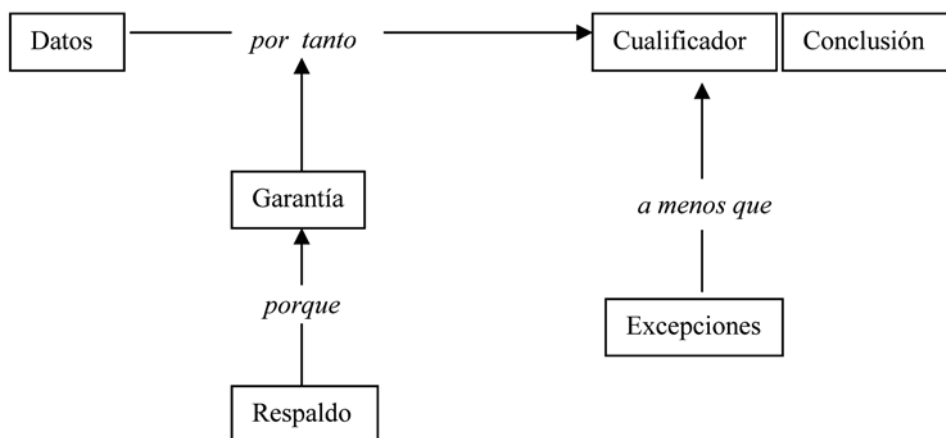 Datos
por tanto
Cualificador
Conclusión
Garantía
a menos que
porque
Excepciones
Respaldo